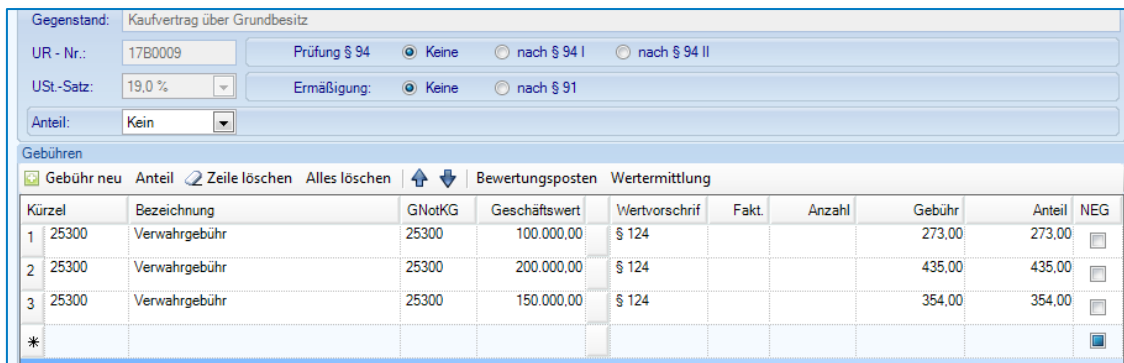 Gegenstand: Kaufvertrag über Grundbesitz
UR - Nr.: 17B0009 Prüfung § 94 Keine nach § 94 I nach § 94 II
USt.-Satz: 19,0 % Ermäßigung: Keine nach § 91
Anteil: Kein
Gebühren
Gebühr neu Anteil Zeile löschen Alles löschen Bewertungsposten Wertermittlung
Kürzel Bezeichnung GNotKG Geschäftswert Wertvorschrif Fakt. Anzahl Gebühr Anteil NEG
1 25300 Verwahrgebühr 25300 100.000,00 § 124 273,00 273,00
2 25300 Verwahrgebühr 25300 200.000,00 § 124 435,00 435,00
3 25300 Verwahrgebühr 25300 150.000,00 § 124 354,00 354,00
*